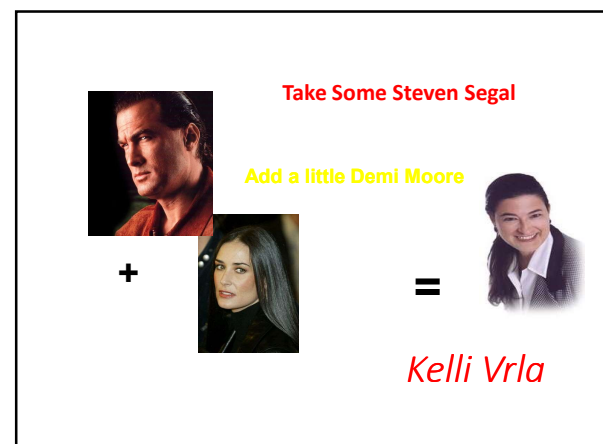 Take Some Steven Segal
Add a little Demi Moore
+
=
Kelli Vrla